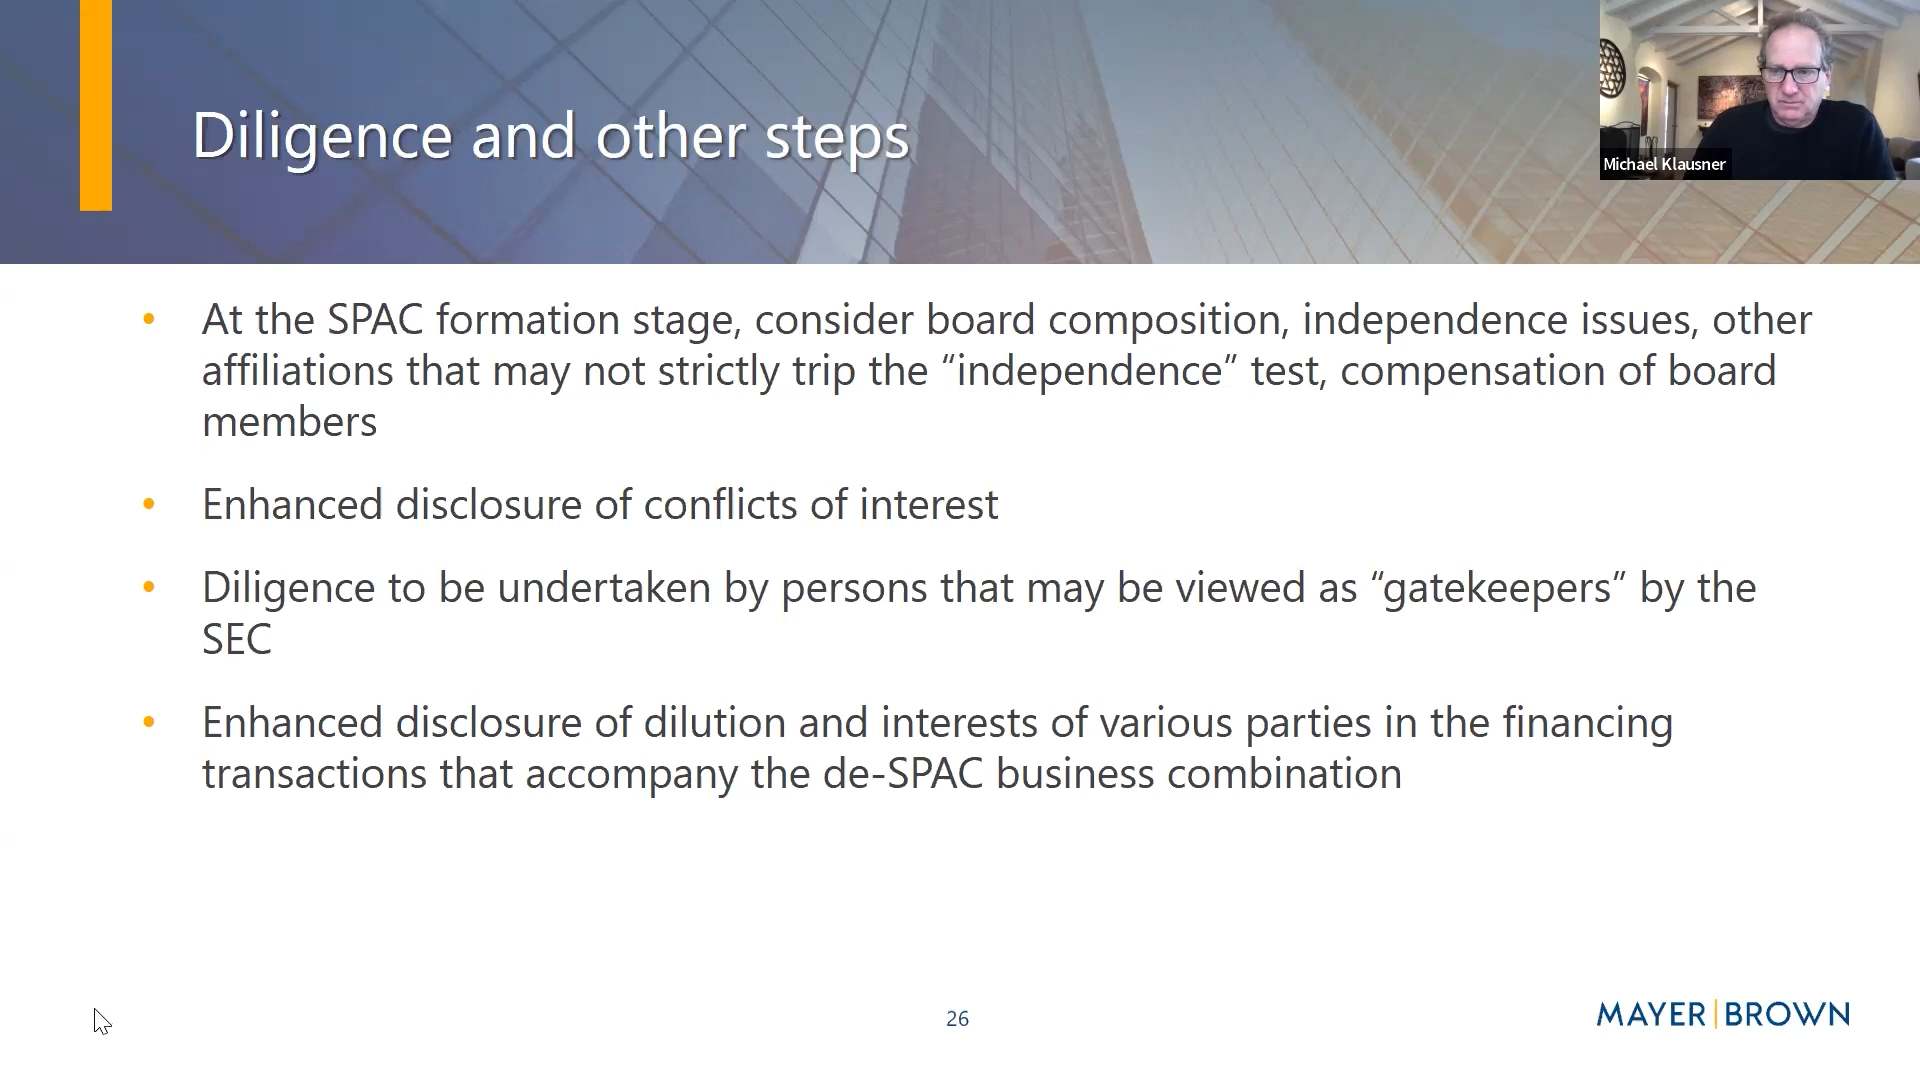 Diligence and other steps
Michael Klausner
• At the SPAC formation stage, consider board composition, independence issues, other
affiliations that may not strictly trip the “independence” test, compensation of board
members
• Enhanced disclosure of conflicts of interest
• Diligence to be undertaken by persons that may be viewed as “gatekeepers” by the
SEC
• Enhanced disclosure of dilution and interests of various parties in the financing
transactions that accompany the de-SPAC business combination
26
MAYER|BROWN